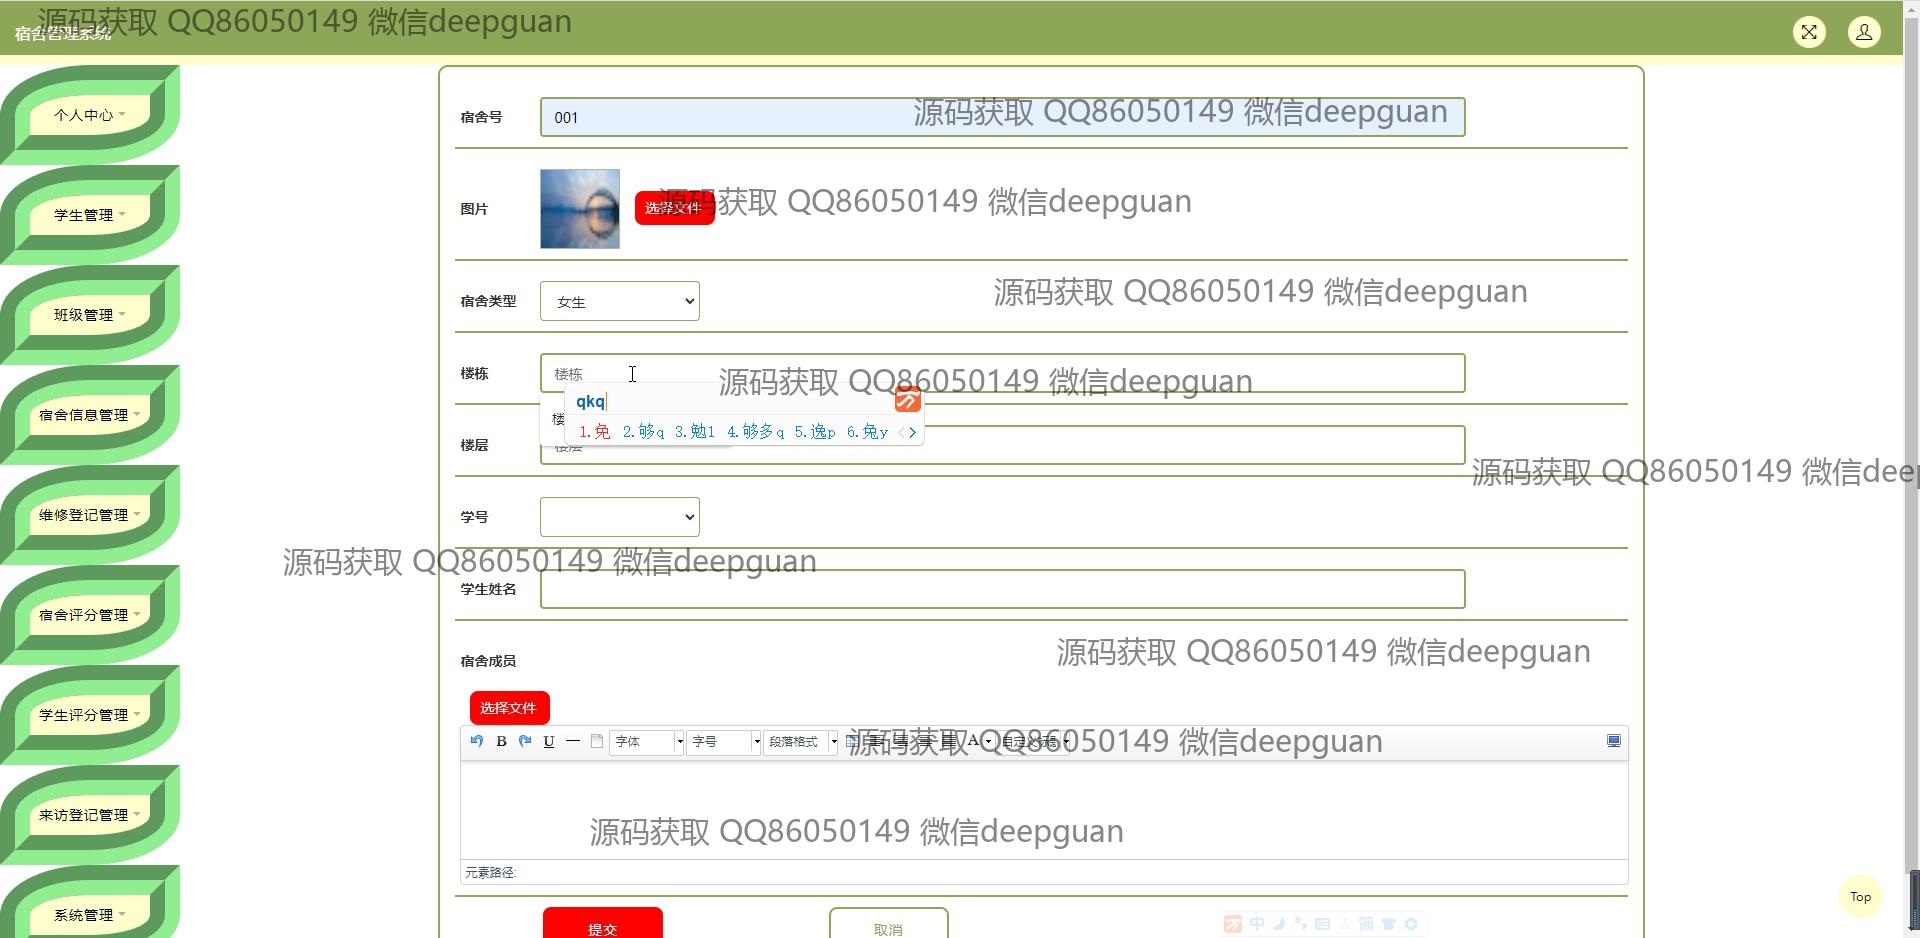 宿舍管理系统
源码获取 QQ86050149 微信deepguan
个人中心
学生管理
班级管理
宿舍信息管理
维修登记管理
宿舍评分管理
学生评分管理
来访登记管理
系统管理
宿舍号 001
源码获取 QQ86050149 微信deepguan
图片 选择文件
源码获取 QQ86050149 微信deepguan
宿舍类型 女生
源码获取 QQ86050149 微信deepguan
楼栋 楼栋
源码获取 QQ86050149 微信deepguan
qkq
楼
1.免 2.够q 3.勉l 4.够多q 5.逸p 6.兔y
楼层 楼层
源码获取 QQ86050149 微信deep
学号
源码获取 QQ86050149 微信deepguan
学生姓名
宿舍成员
源码获取 QQ86050149 微信deepguan
选择文件
B U 字体 字号 段落格式 A 自定义标题
源码获取 QQ86050149 微信deepguan
源码获取 QQ86050149 微信deepguan
元素路径:
Top
提交 取消
中 简